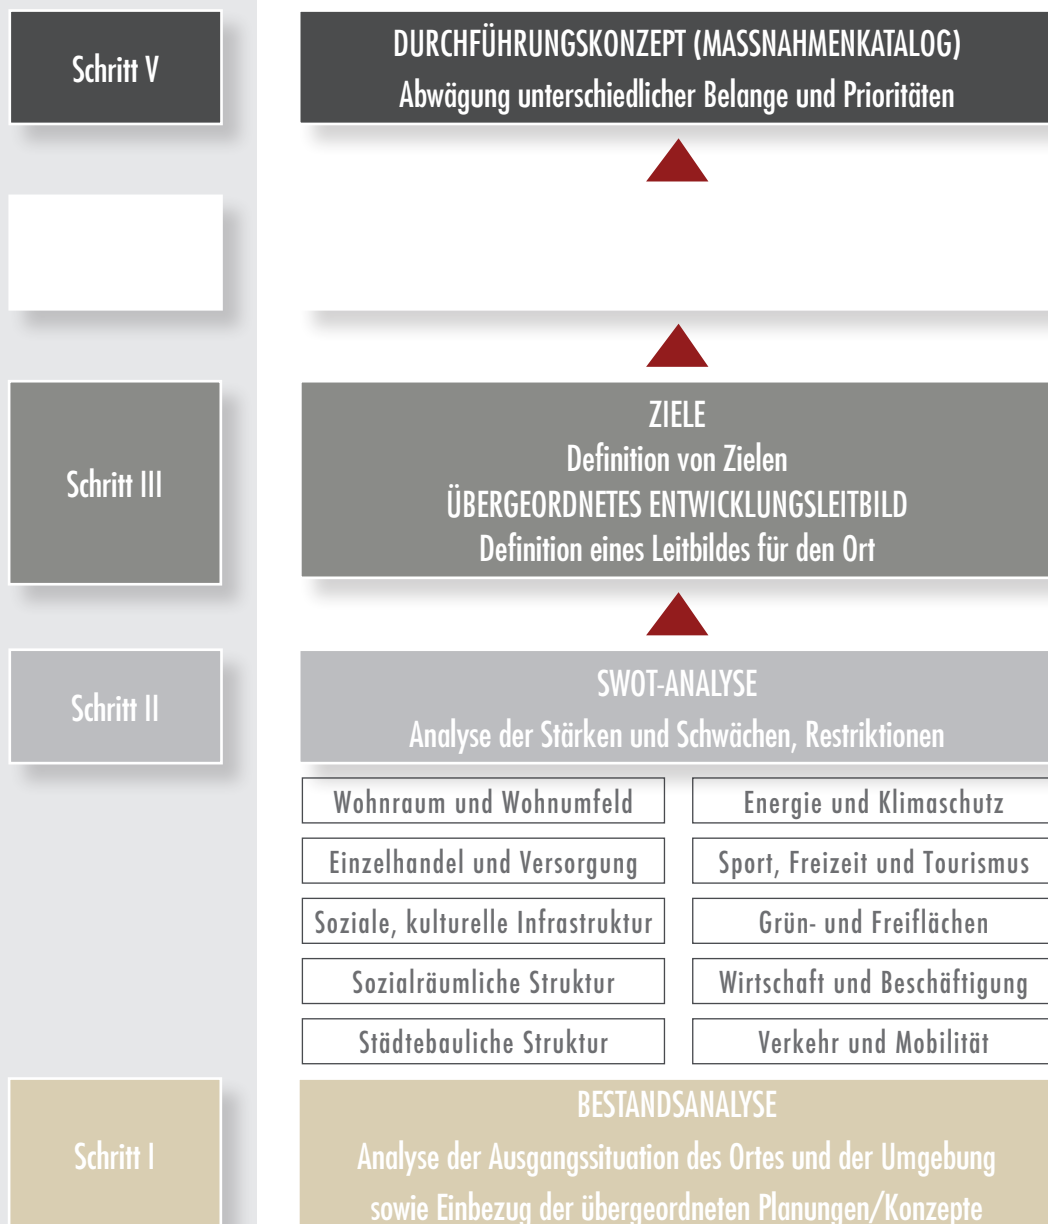 Schritt V
DURCHFÜHRUNGSKONZEPT (MASSNAHMENKATALOG)
Abwägung unterschiedlicher Belange und Prioritäten
Schritt III
ZIELE
Definition von Zielen
ÜBERGEORDNETES ENTWICKLUNGSLEITBILD
Definition eines Leitbildes für den Ort
Schritt II
SWOT-ANALYSE
Analyse der Stärken und Schwächen, Restriktionen
Wohnraum und Wohnumfeld
Energie und Klimaschutz
Einzelhandel und Versorgung
Sport, Freizeit und Tourismus
Soziale, kulturelle Infrastruktur
Grün- und Freiflächen
Sozialräumliche Struktur
Wirtschaft und Beschäftigung
Städtebauliche Struktur
Verkehr und Mobilität
Schritt I
BESTANDSANALYSE
Analyse der Ausgangssituation des Ortes und der Umgebung
sowie Einbezug der übergeordneten Planungen/Konzepte